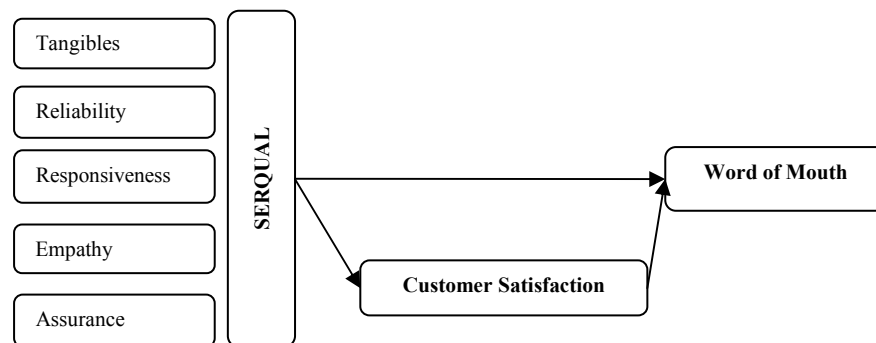 Tangibles
Reliability
Responsiveness
Empathy
Assurance
SERQUAL
Word of Mouth
Customer Satisfaction